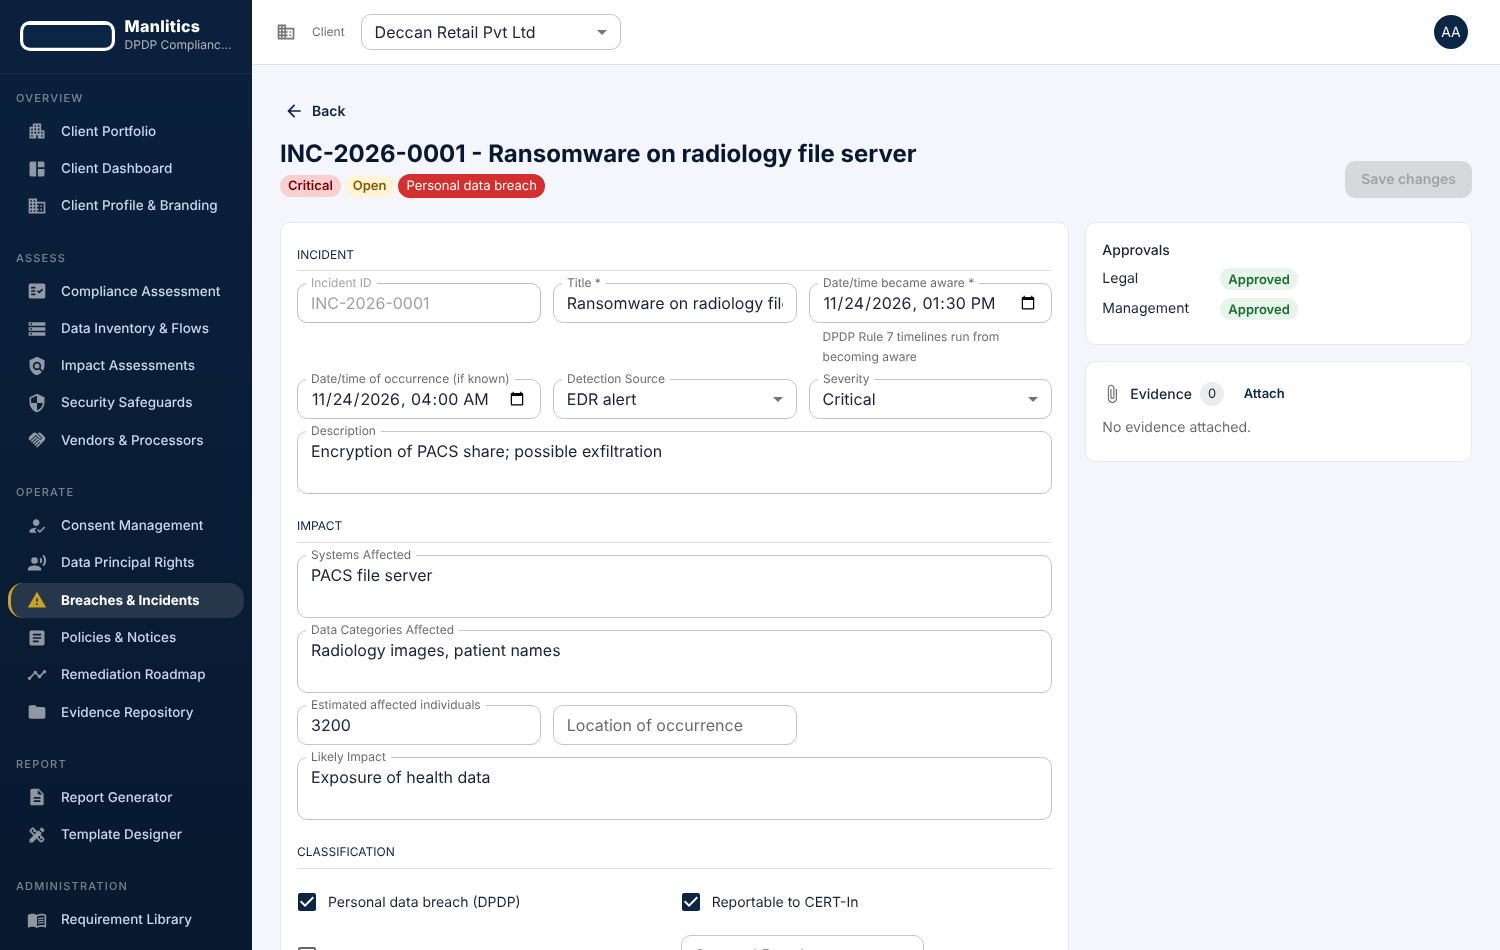 Manlitics
DPDP Complianc...
OVERVIEW
Client Portfolio
Client Dashboard
Client Profile & Branding
ASSESS
Compliance Assessment
Data Inventory & Flows
Impact Assessments
Security Safeguards
Vendors & Processors
OPERATE
Consent Management
Data Principal Rights
Breaches & Incidents
Policies & Notices
Remediation Roadmap
Evidence Repository
REPORT
Report Generator
Template Designer
ADMINISTRATION
Requirement Library
Client
Deccan Retail Pvt Ltd
AA
Back
INC-2026-0001 - Ransomware on radiology file server
Critical Open Personal data breach
Save changes
INCIDENT
Incident ID
INC-2026-0001
Title *
Ransomware on radiology fil
Date/time became aware *
11/24/2026, 01:30 PM
DPDP Rule 7 timelines run from
becoming aware
Date/time of occurrence (if known)
11/24/2026, 04:00 AM
Detection Source
EDR alert
Severity
Critical
Description
Encryption of PACS share; possible exfiltration
IMPACT
Systems Affected
PACS file server
Data Categories Affected
Radiology images, patient names
Estimated affected individuals
3200
Location of occurrence
Likely Impact
Exposure of health data
CLASSIFICATION
Personal data breach (DPDP)
Reportable to CERT-In
Approvals
Legal Approved
Management Approved
Evidence 0 Attach
No evidence attached.